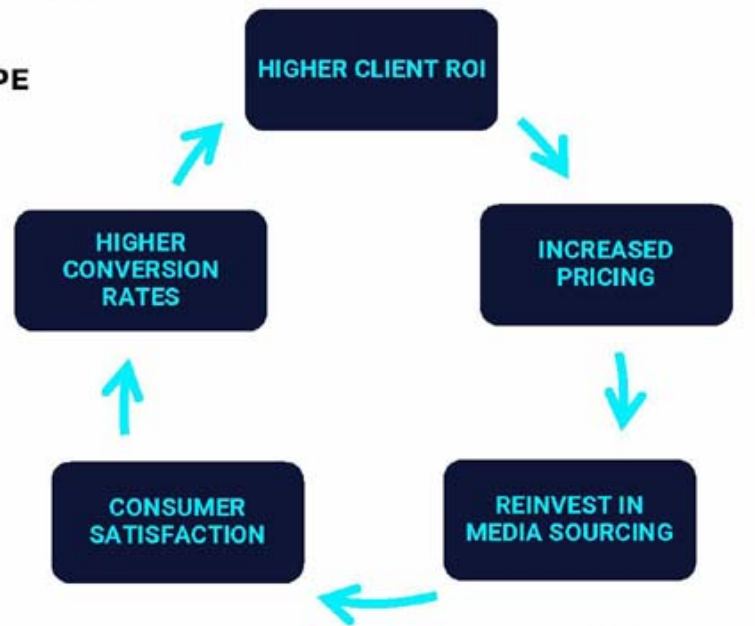 PE
HIGHER CLIENT ROI
INCREASED
PRICING
REINVEST IN
MEDIA SOURCING
CONSUMER
SATISFACTION
HIGHER
CONVERSION
RATES